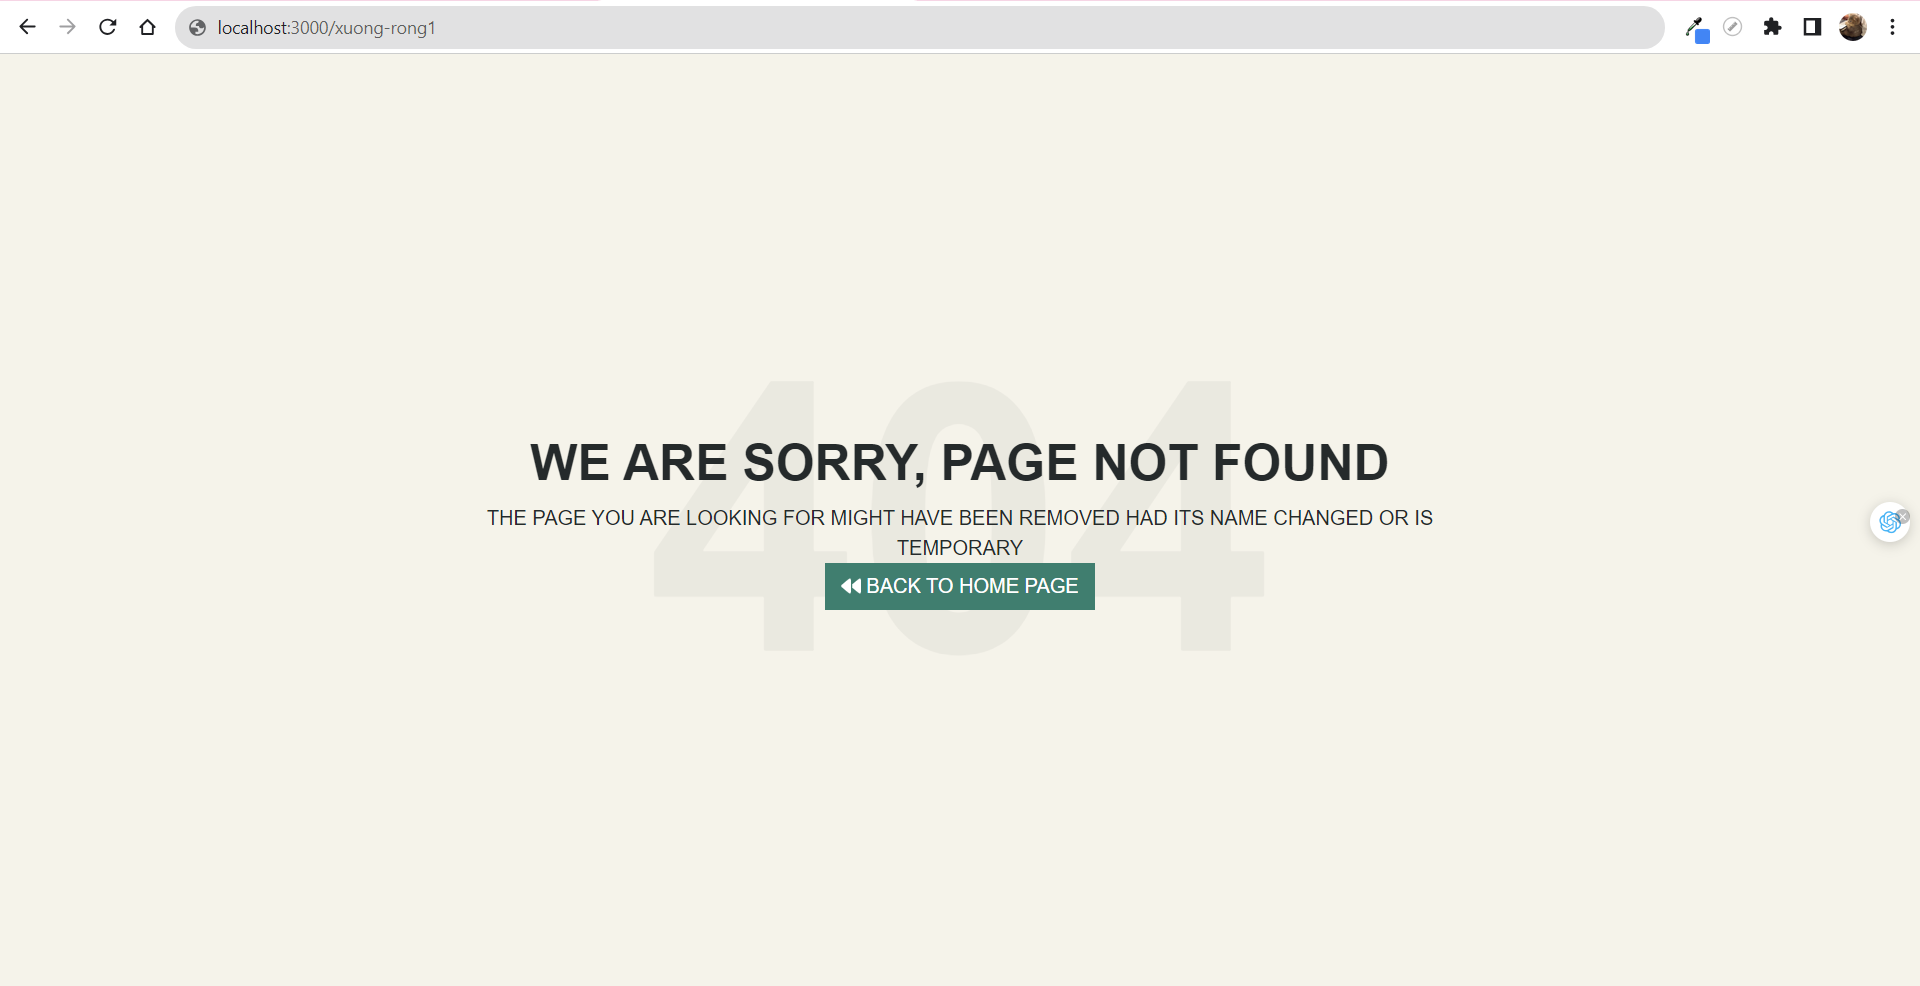 localhost:3000/xuong-rong1
404
WE ARE SORRY, PAGE NOT FOUND
THE PAGE YOU ARE LOOKING FOR MIGHT HAVE BEEN REMOVED HAD ITS NAME CHANGED OR IS
TEMPORARY
BACK TO HOME PAGE